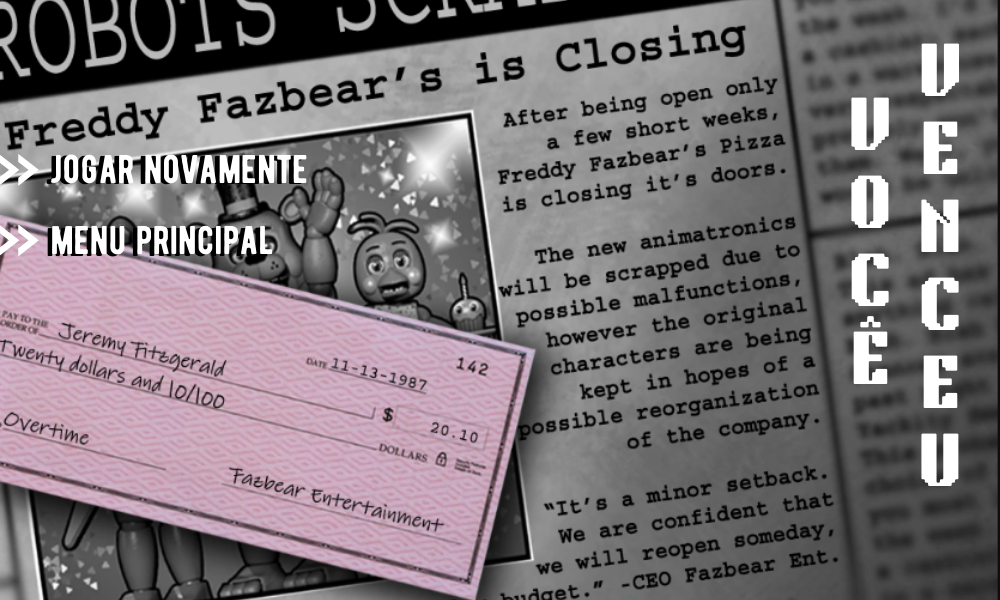 ROBOTS
Freddy Fazbear's is Closing
>> JOGAR NOVAMENTE
>> MENU PRINCIPAL
After being open only
a few short weeks,
Freddy Fazbear's Pizza
is closing it's doors.
The new animatronics
will be scrapped due to
possible malfunctions,
however the original
characters are being
kept in hopes of a
possible reorganization
of the company.
"It's a minor setback.
We are confident that
we will reopen someday,
budget." -CEO Fazbear Ent.
142
PAY TO THE
ORDER OF
Jeremy Fitzgerald
DATE 11-13-1987
Twenty dollars and 10/100
$ 20.10
DOLLARS
Overtime
Fazbear Entertainment
VOCÊ
VENCEU